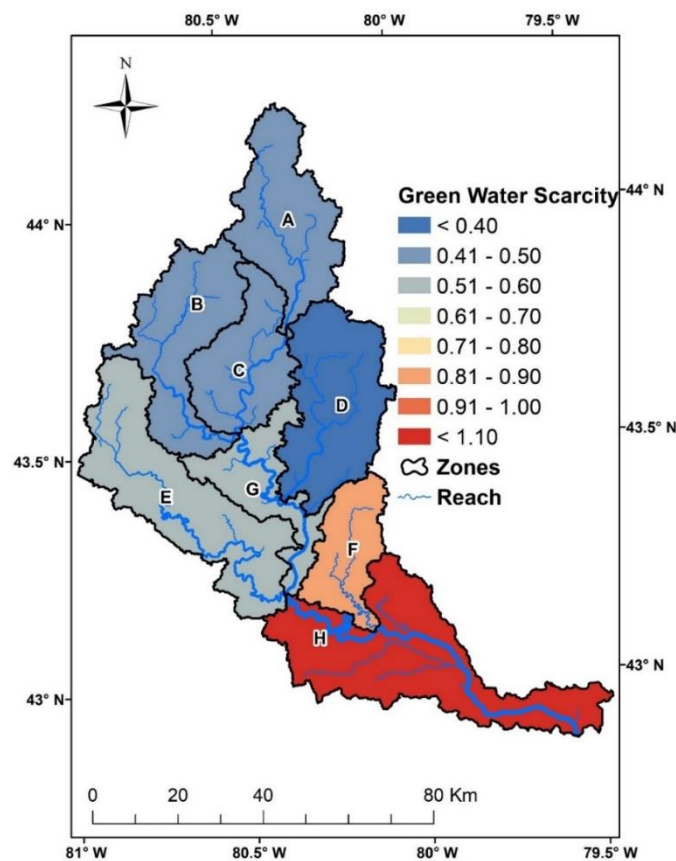 80.5° W 80° W 79.5° W
N
44° N
Green Water Scarcity
< 0.40
0.41 - 0.50
0.51 - 0.60
0.61 - 0.70
0.71 - 0.80
0.81 - 0.90
0.91 - 1.00
< 1.10
Zones
Reach
44° N
A
B
C
D
43.5° N
43.5° N
G
E
F
H
43° N
43° N
0 20 40 80 Km
81° W 80.5° W 80° W 79.5° W